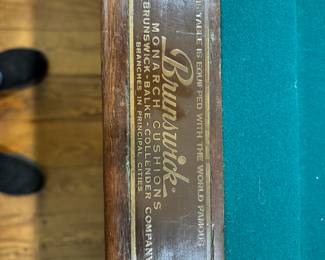 TABLE IS EQUIPPED WITH THE WORLD FAMOUS
Brunswick
MONARCH CUSHIONS
BRUNSWICK-BALKE-COLLENDER COMPANY
BRANCHES IN PRINCIPAL CITIES